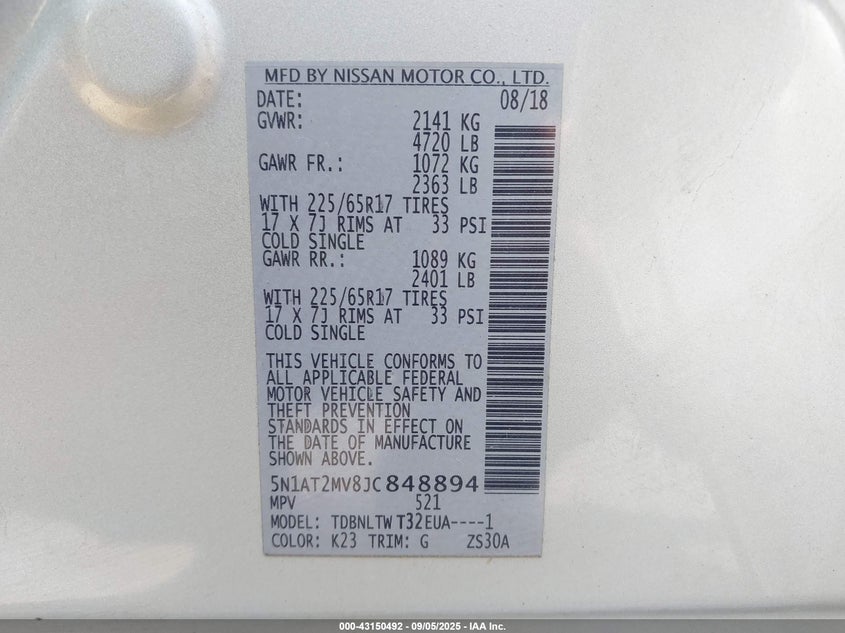 MFD BY NISSAN MOTOR CO., LTD.
DATE: 08/18
GVWR: 2141 KG
4720 LB
GAWR FR.: 1072 KG
2363 LB
WITH 225/65R17 TIRES
17 X 7J RIMS AT 33 PSI
COLD SINGLE
GAWR RR.: 1089 KG
2401 LB
WITH 225/65R17 TIRES
17 X 7J RIMS AT 33 PSI
COLD SINGLE
THIS VEHICLE CONFORMS TO
ALL APPLICABLE FEDERAL
MOTOR VEHICLE SAFETY AND
THEFT PREVENTION
STANDARDS IN EFFECT ON
THE DATE OF MANUFACTURE
SHOWN ABOVE.
5N1AT2MV8JC848894
MPV 521
MODEL: TDBNLTW T32EUA----1
COLOR: K23 TRIM: G ZS30A
000-43150492 - 09/05/2025 - IAA Inc.